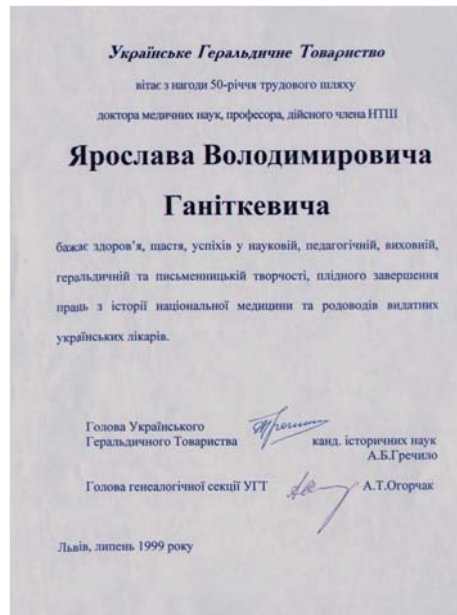 Українське Геральдичне Товариство
вітає з нагоди 50-річчя трудового шляху
доктора медичних наук, професора, дійсного члена НТШ
Ярослава Володимировича
Ганіткевича
бажає здоров'я, щастя, успіхів у науковій, педагогічній, виховній,
геральдичній та письменницькій творчості, плідного завершення
праць з історії національної медицини та родоводів видатних
українських лікарів.
Голова Українського
Геральдичного Товариства канд. історичних наук
А.Б.Гречило
Голова генеалогічної секції УГТ А.Т.Огорчак
Львів, липень 1999 року